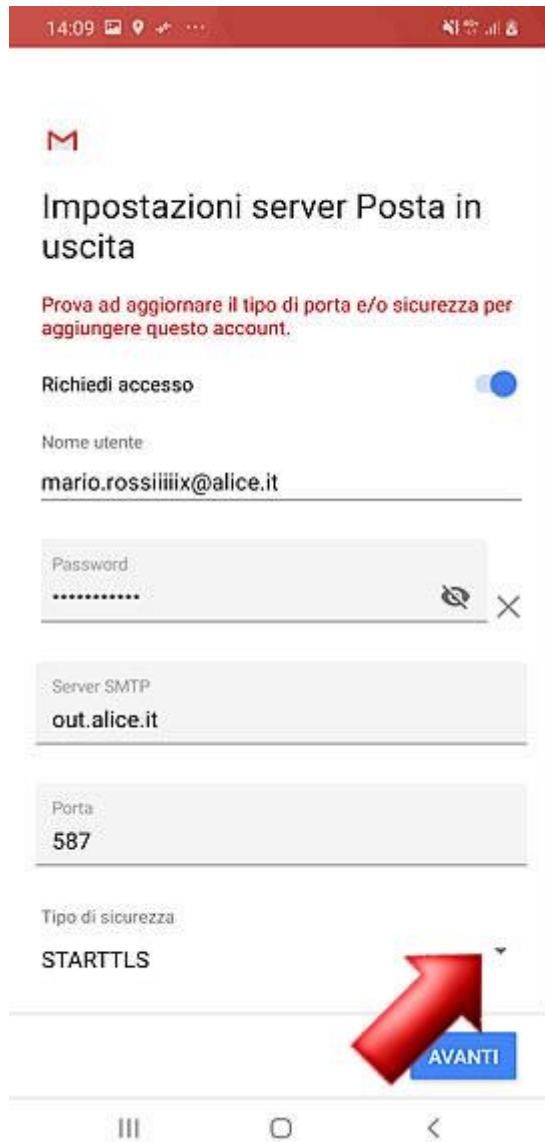 14:09
Impostazioni server Posta in
uscita
Prova ad aggiornare il tipo di porta e/o sicurezza per
aggiungere questo account.
Richiedi accesso
Nome utente
mario.rossiiiiix@alice.it
Password
•••••••••••
Server SMTP
out.alice.it
Porta
587
Tipo di sicurezza
STARTTLS
AVANTI